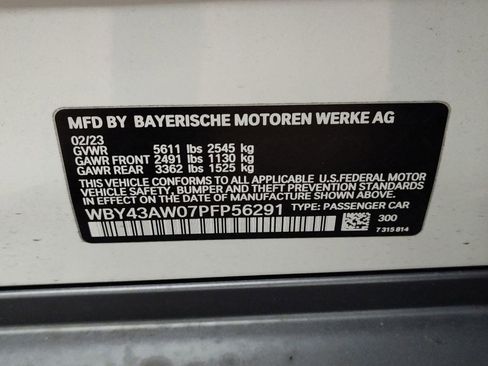 MFD BY BAYERISCHE MOTOREN WERKE AG
02/23
GVWR 5611 lbs 2545 kg
GAWR FRONT 2491 lbs 1130 kg
GAWR REAR 3362 lbs 1525 kg
THIS VEHICLE CONFORMS TO ALL APPLICABLE U.S.FEDERAL MOTOR
VEHICLE SAFETY, BUMPER AND THEFT PREVENTION STANDARDS
IN EFFECT ON THE DATE OF MANUFACTURE SHOWN ABOVE.
WBY43AW07PFP56291 TYPE: PASSENGER CAR
300
7 315 814